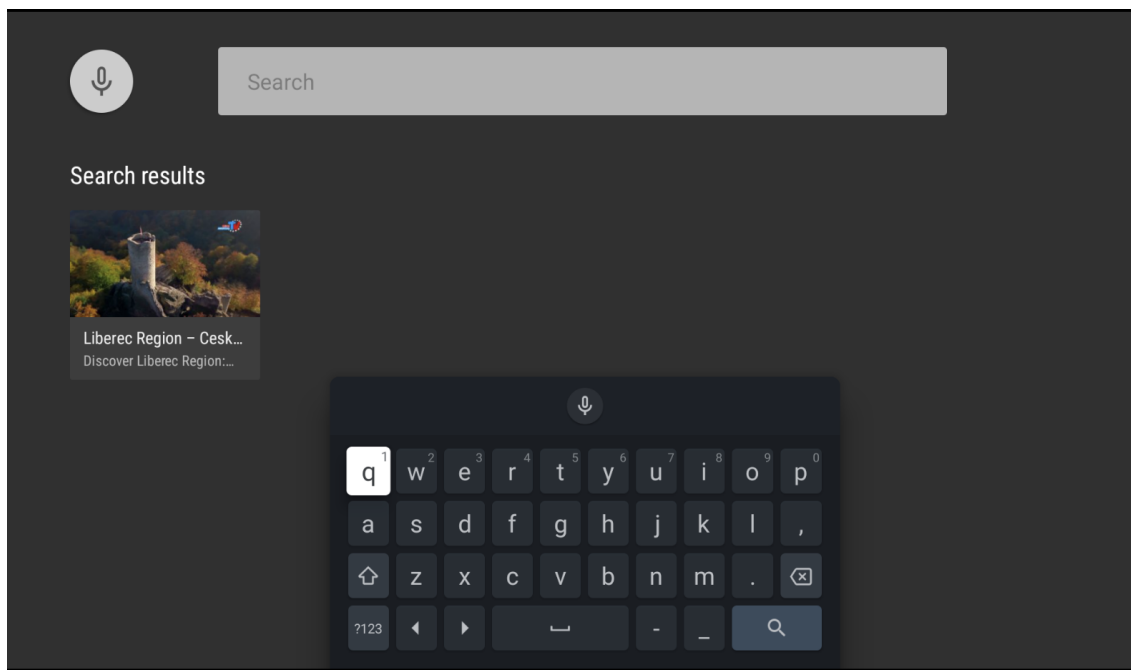 Search
Search results
Liberec Region – Cesk...
Discover Liberec Region:...
q 1 w 2 e 3 r 4 t 5 y 6 u 7 i 8 o 9 p 0
a s d f g h j k l ,
z x c v b n m .
?123 - _